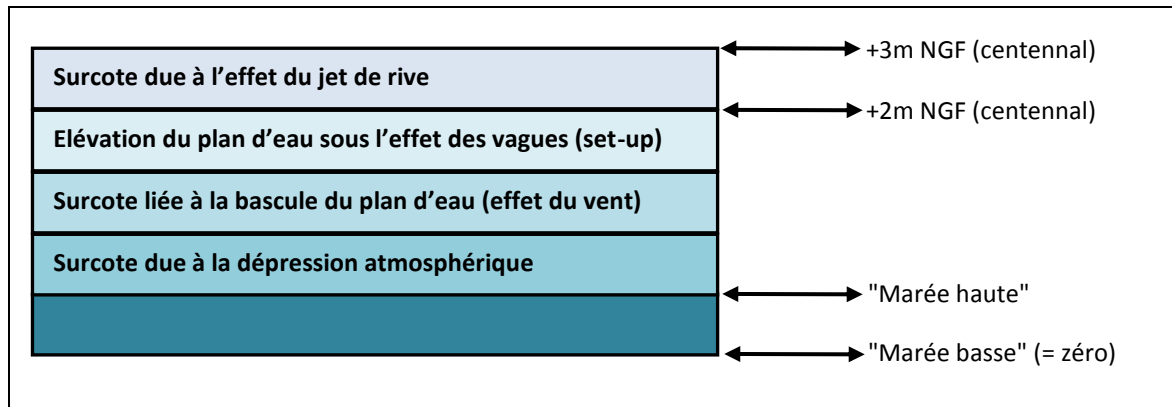 +3m NGF (centennal)
Surcote due à l’effet du jet de rive
+2m NGF (centennal)
Elévation du plan d’eau sous l’effet des vagues (set-up)
Surcote liée à la bascule du plan d’eau (effet du vent)
Surcote due à la dépression atmosphérique
"Marée haute"
"Marée basse" (= zéro)